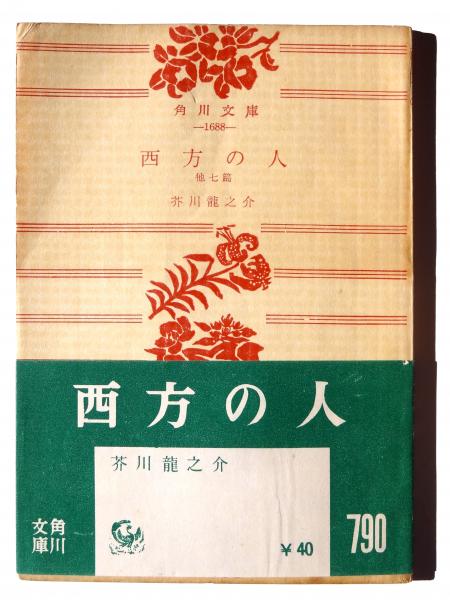 角川文庫
—1688—
西方の人
他七篇
芥川龍之介
西方の人
芥川龍之介
角川
文庫
¥40
790